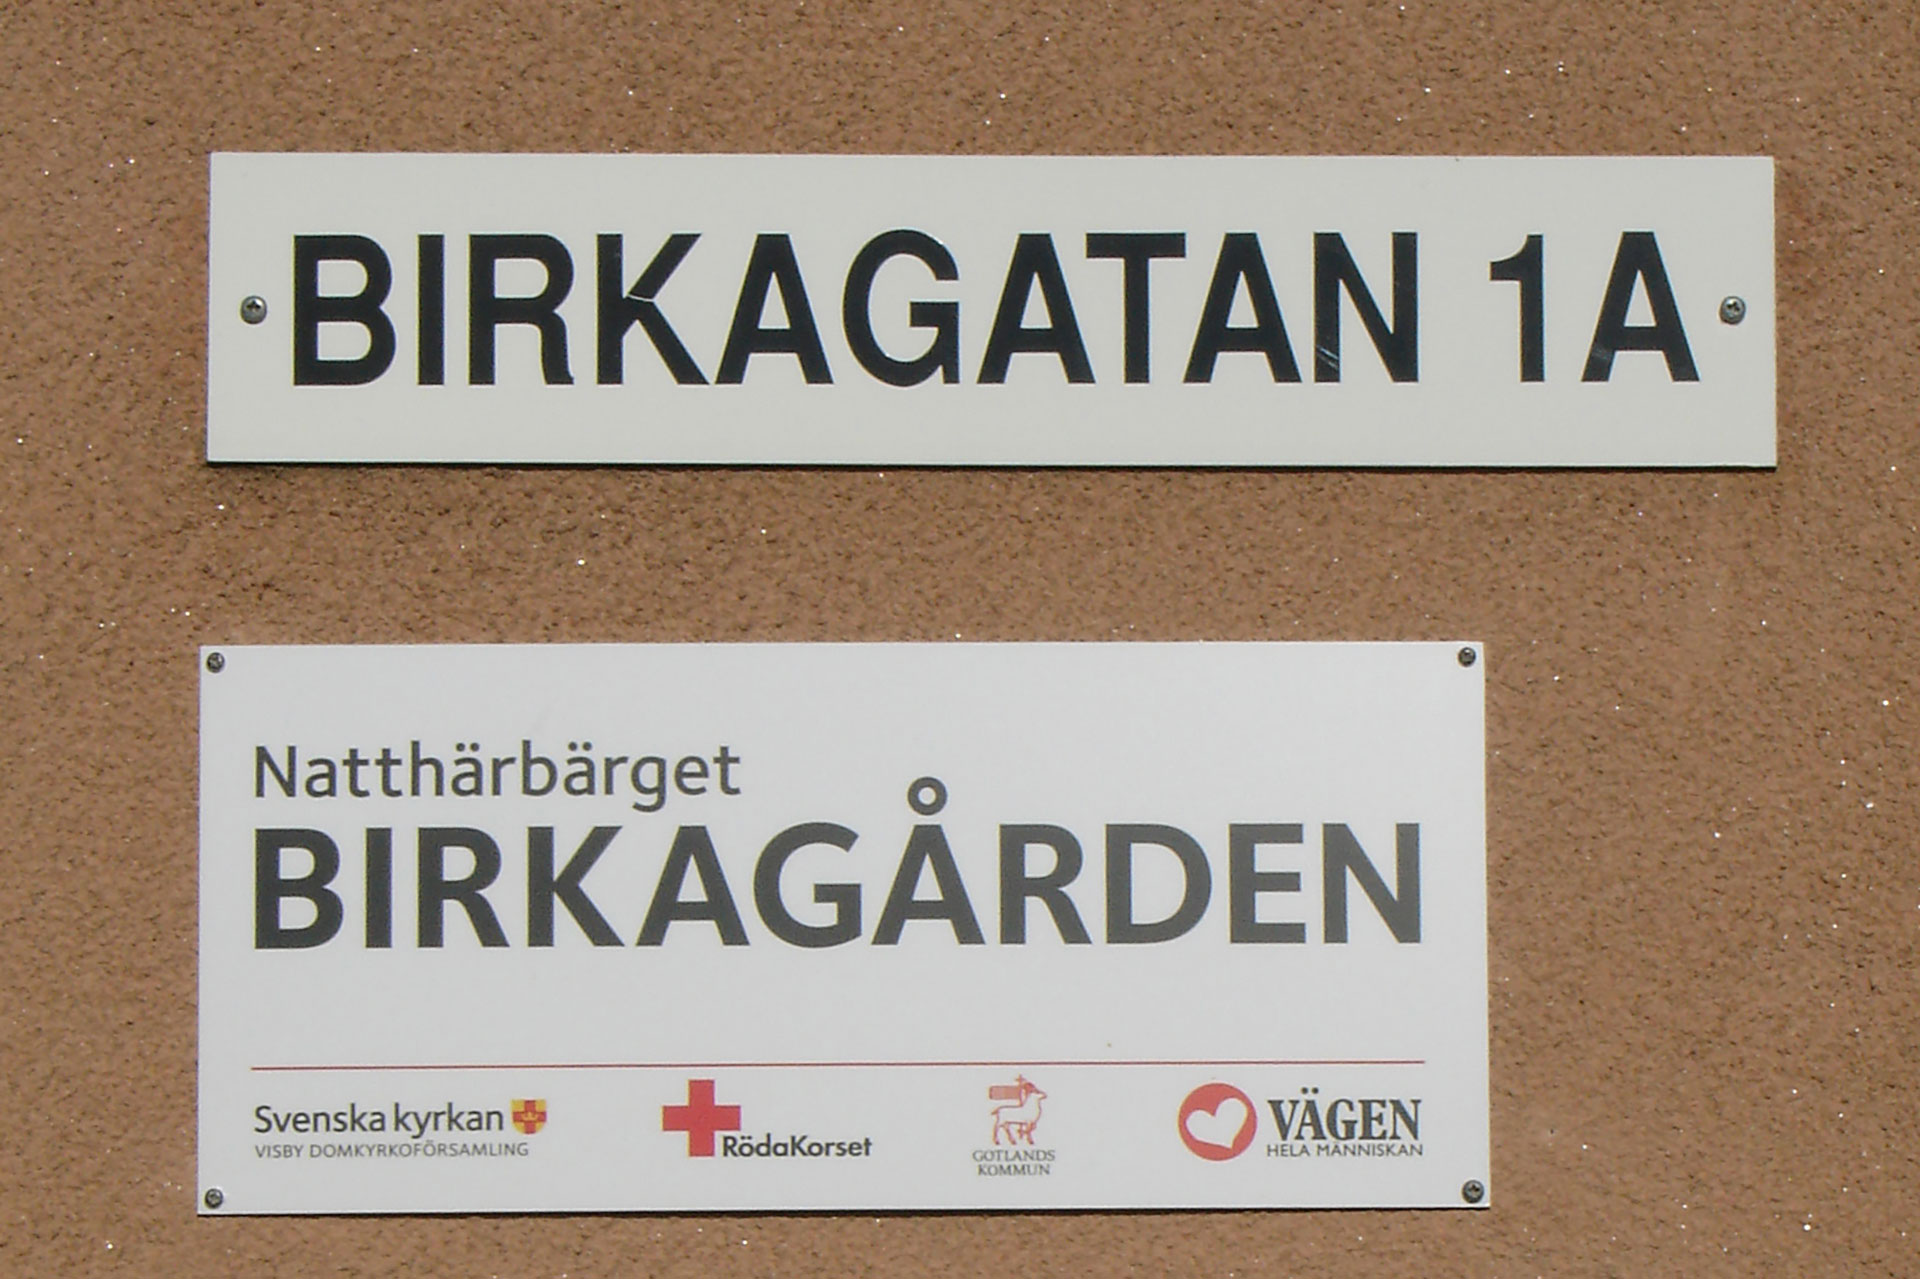 BIRKAGATAN 1A
Natthärbärget
BIRKAGÅRDEN
Svenska kyrkan
VISBY DOMKYRKOFÖRSAMLING
RödaKorset
GOTLANDS
KOMMUN
VÄGEN
HELA MÄNNISKAN